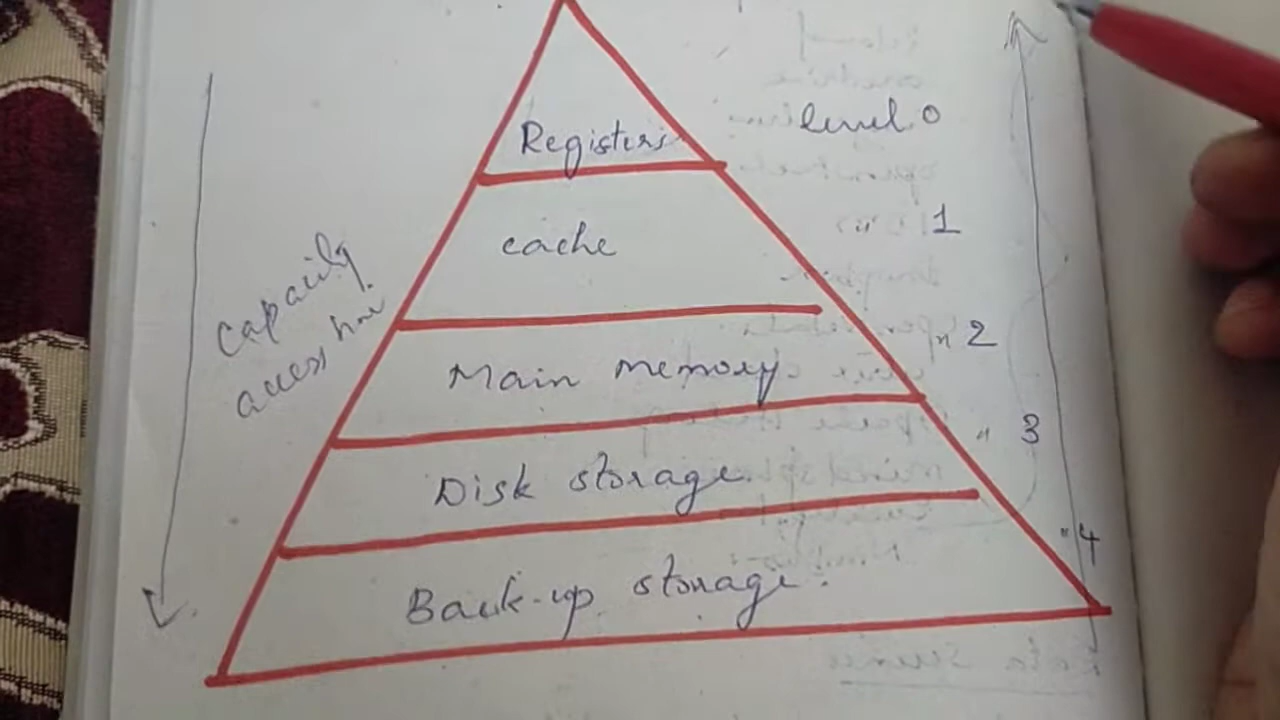 Registers
level 0
cache
" 1
Main memory
" 2
Capacity
access time
Disk storage
" 3
Back-up storage.
" 4